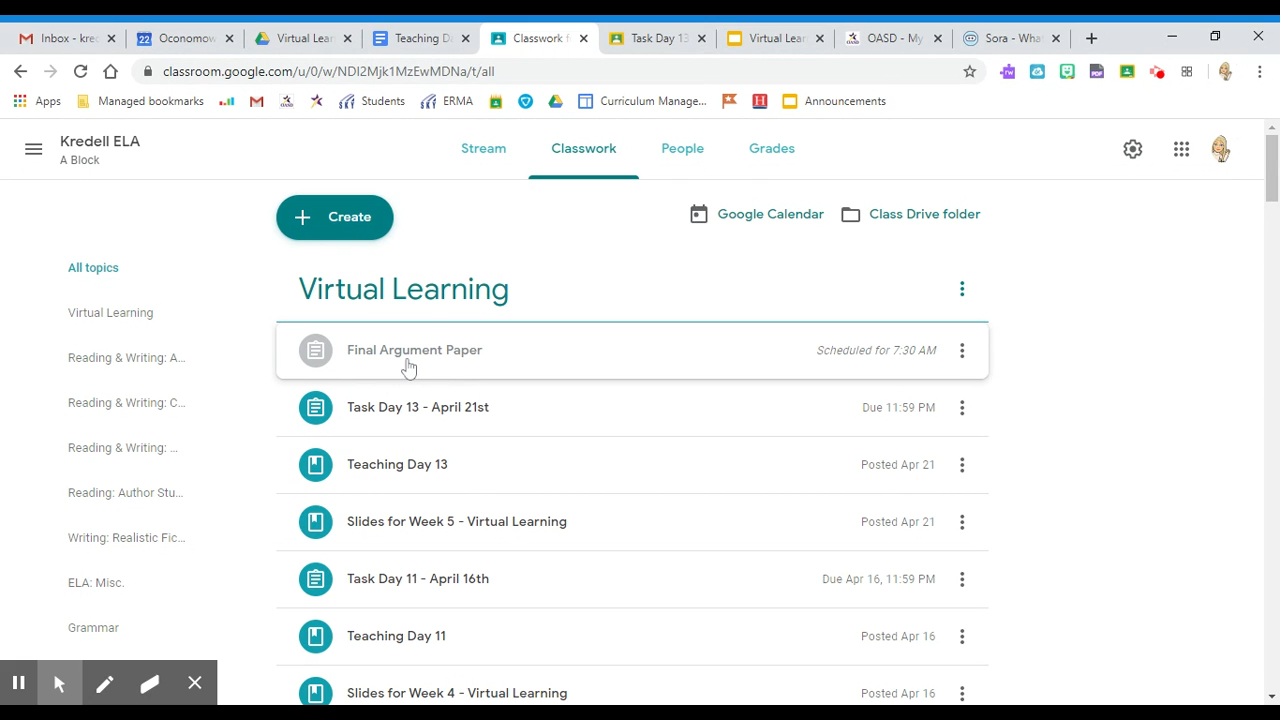 Inbox - kre
22 Oconomow
Virtual Lear
Teaching D
Classwork f
Task Day 13
Virtual Lear
OASD - My
Sora - What
classroom.google.com/u/0/w/
Apps
Managed bookmarks
Students
ERMA
Curriculum Manage...
H
Announcements
Kredell ELA
A Block
Stream
Classwork
People
Grades
Create
Google Calendar
Class Drive folder
All topics
Virtual Learning
Reading & Writing: A...
Reading & Writing: C...
Reading & Writing: ...
Reading: Author Stu...
Writing: Realistic Fic...
ELA: Misc.
Grammar
Virtual Learning
Final Argument Paper Scheduled for 7:30 AM
Task Day 13 - April 21st Due 11:59 PM
Teaching Day 13 Posted Apr 21
Slides for Week 5 - Virtual Learning Posted Apr 21
Task Day 11 - April 16th Due Apr 16, 11:59 PM
Teaching Day 11 Posted Apr 16
Slides for Week 4 - Virtual Learning Posted Apr 16